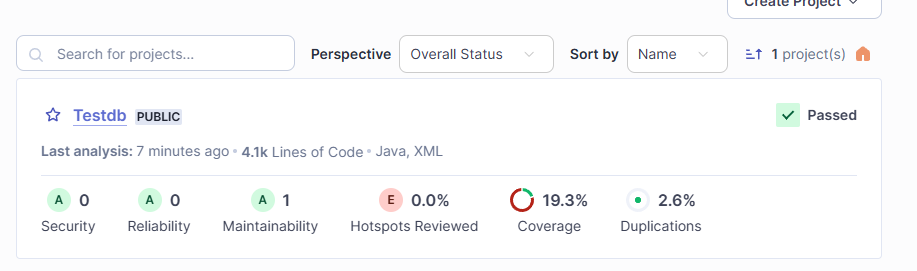 Create Project
Search for projects... Perspective Overall Status Sort by Name 1 project(s)
Testdb PUBLIC Passed
Last analysis: 7 minutes ago • 4.1k Lines of Code • Java, XML
A 0 A 0 A 1 E 0.0% 19.3% 2.6%
Security Reliability Maintainability Hotspots Reviewed Coverage Duplications